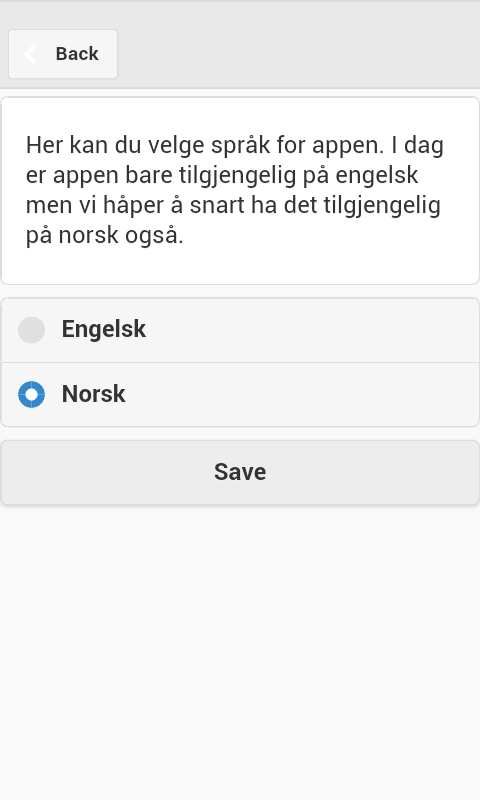 Back
Her kan du velge språk for appen. I dag
er appen bare tilgjengelig på engelsk
men vi håper å snart ha det tilgjengelig
på norsk også.
Engelsk
Norsk
Save